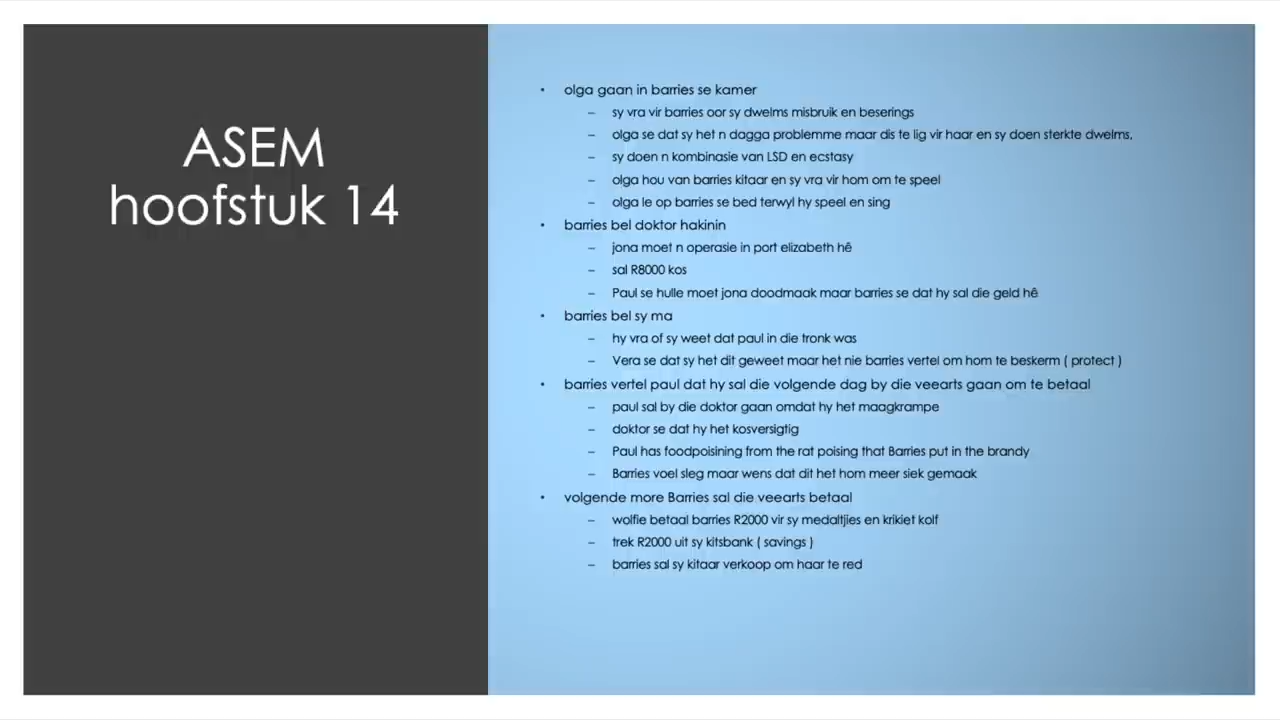 ASEM
hoofstuk 14
• olga gaan in barries se kamer
– sy vra vir barries oor sy dwelms misbruik en beserings
– olga se dat sy het n dagga problemme maar dis te lig vir haar en sy doen sterkte dwelms,
– sy doen n kombinasie van LSD en ecstasy
– olga hou van barries kitaar en sy vra vir hom om te speel
– olga le op barries se bed terwyl hy speel en sing
• barries bel doktor hakinin
– jona moet n operasie in port elizabeth hê
– sal R8000 kos
– Paul se hulle moet jona doodmaak maar barries se dat hy sal die geld hê
• barries bel sy ma
– hy vra of sy weet dat paul in die tronk was
– Vera se dat sy het dit geweet maar het nie barries vertel om hom te beskerm ( protect )
• barries vertel paul dat hy sal die volgende dag by die veearts gaan om te betaal
– paul sal by die doktor gaan omdat hy het maagkrampe
– doktor se dat hy het kosversigtig
– Paul has foodpoisining from the rat poising that Barries put in the brandy
– Barries voel sleg maar wens dat dit het hom meer siek gemaak
• volgende more Barries sal die veearts betaal
– wolfie betaal barries R2000 vir sy medaltjies en krikiet kolf
– trek R2000 uit sy kitsbank ( savings )
– barries sal sy kitaar verkoop om haar te red